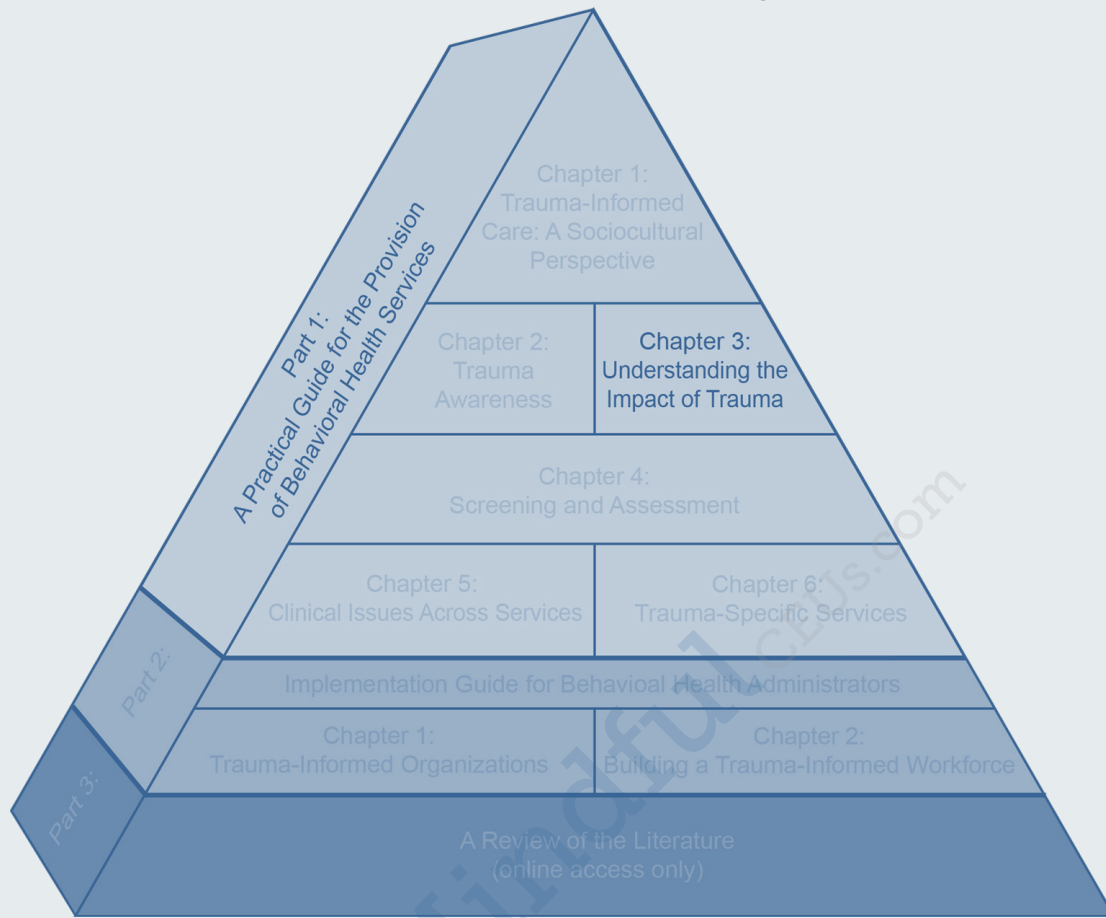 Chapter 1:
Trauma-Informed
Care: A Sociocultural
Perspective
Part 1:
A Practical Guide for the Provision
of Behavioral Health Services
Chapter 2:
Trauma
Awareness
Chapter 3:
Understanding the
Impact of Trauma
Chapter 4:
Screening and Assessment
Chapter 5:
Clinical Issues Across Services
Chapter 6:
Trauma-Specific Services
Part 2:
Implementation Guide for Behavioal Health Administrators
Chapter 1:
Trauma-Informed Organizations
Chapter 2:
Building a Trauma-Informed Workforce
Part 3:
A Review of the Literature
(online access only)
CEUs.com